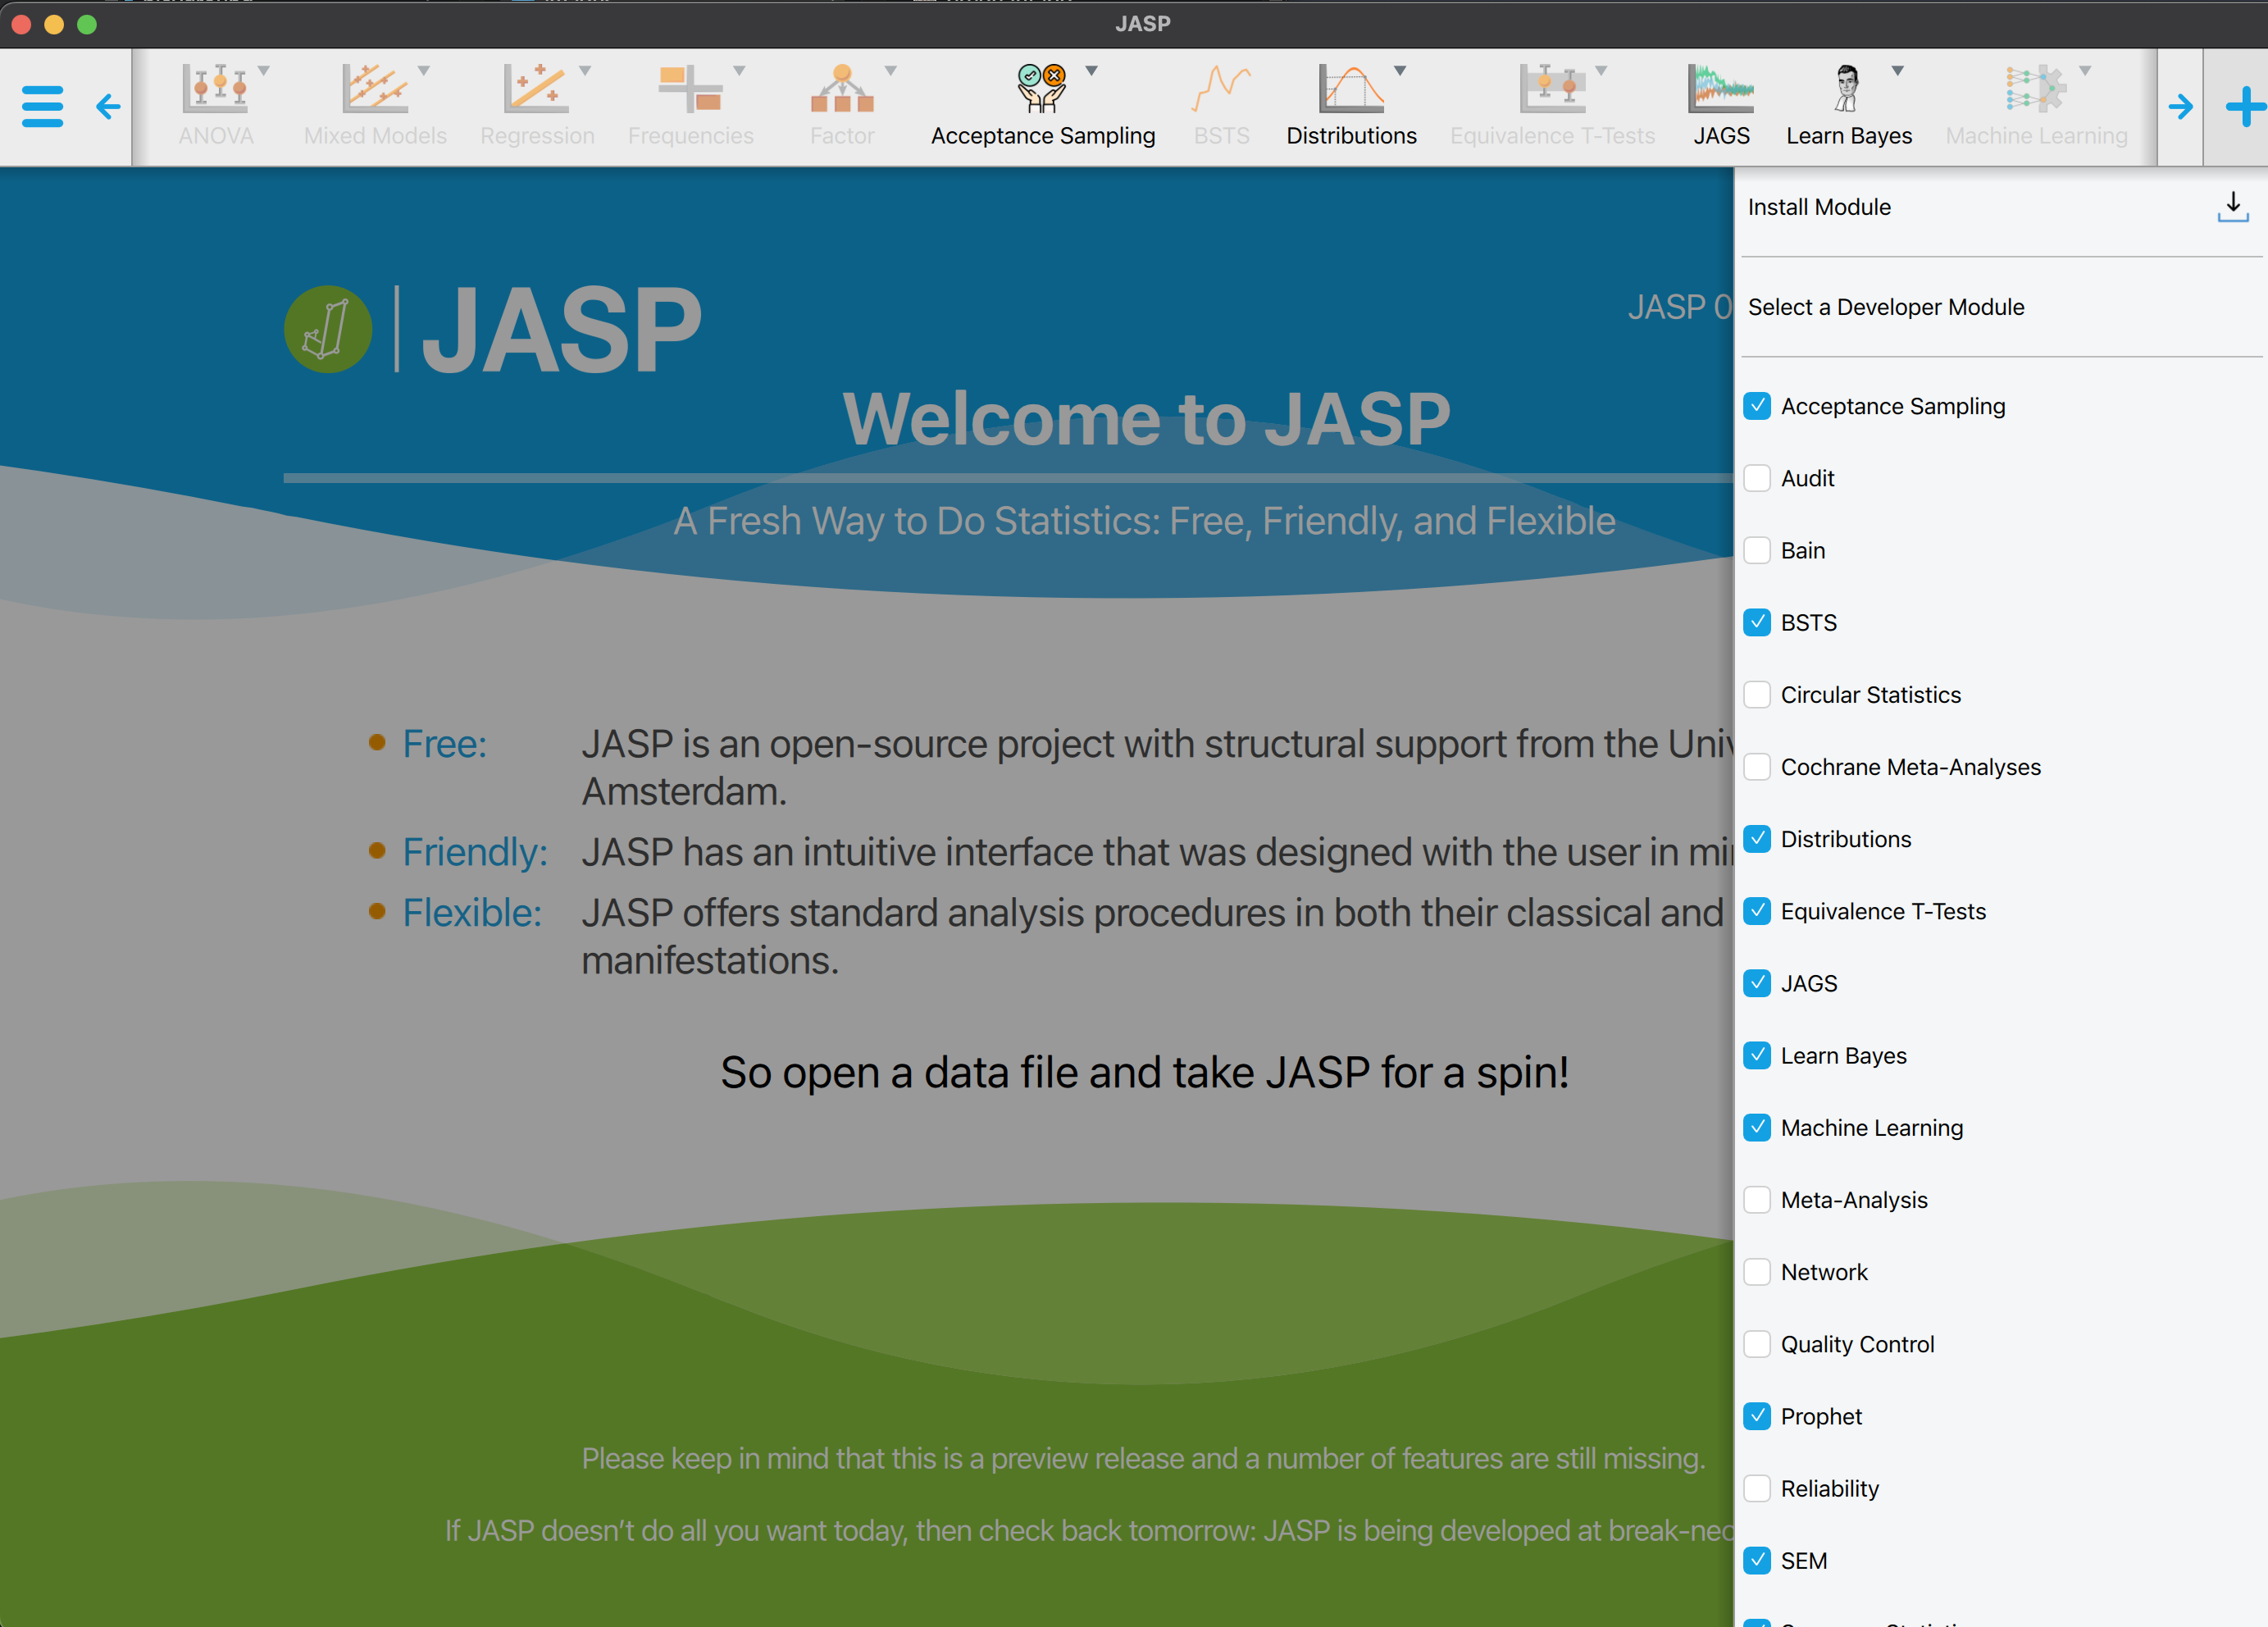 JASP
ANOVA
Mixed Models
Regression
Frequencies
Factor
Acceptance Sampling
BSTS
Distributions
Equivalence T-Tests
JAGS
Learn Bayes
Machine Learning
JASP
JASP 0
Welcome to JASP
A Fresh Way to Do Statistics: Free, Friendly, and Flexible
Free: JASP is an open-source project with structural support from the
Amsterdam.
Friendly: JASP has an intuitive interface that was designed with the user in
Flexible: JASP offers standard analysis procedures in both their classical and
manifestations.
So open a data file and take JASP for a spin!
Please keep in mind that this is a preview release and a number of features are still missing.
If JASP doesn't do all you want today, then check back tomorrow: JASP is being developed at
Install Module
Select a Developer Module
Acceptance Sampling
Audit
Bain
BSTS
Circular Statistics
Cochrane Meta-Analyses
Distributions
Equivalence T-Tests
JAGS
Learn Bayes
Machine Learning
Meta-Analysis
Network
Quality Control
Prophet
Reliability
SEM